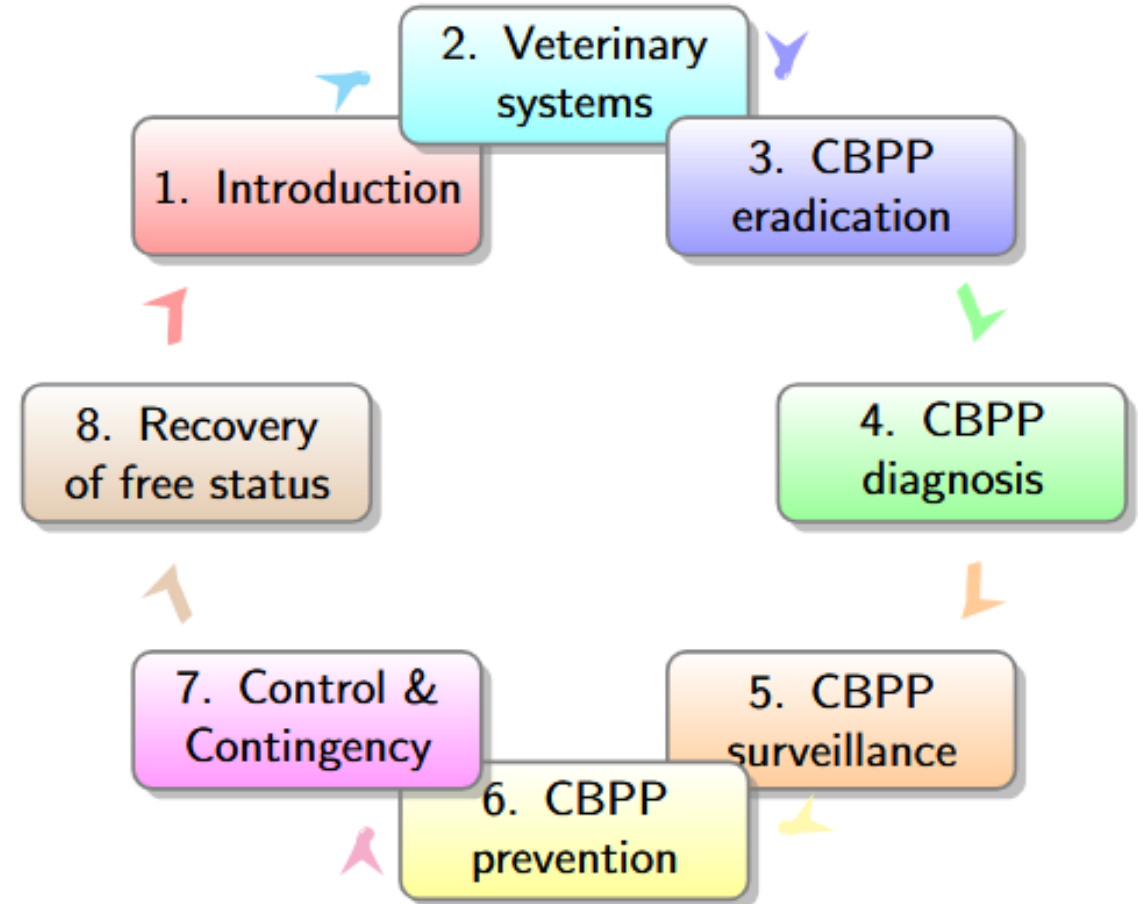 1. Introduction
2. Veterinary
systems
3. CBPP
eradication
4. CBPP
diagnosis
5. CBPP
surveillance
6. CBPP
prevention
7. Control &
Contingency
8. Recovery
of free status